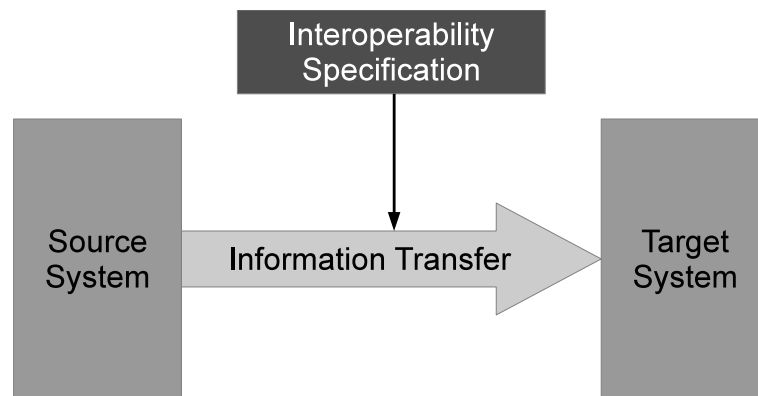 Interoperability
Specification
Source
System
Information Transfer
Target
System